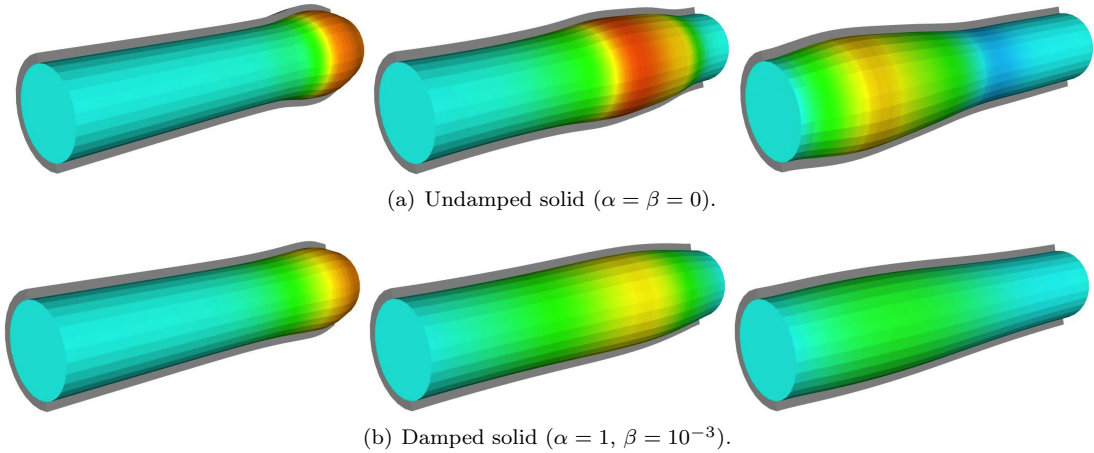 (a) Undamped solid (α = β = 0).
(b) Damped solid (α = 1, β = 10⁻³).